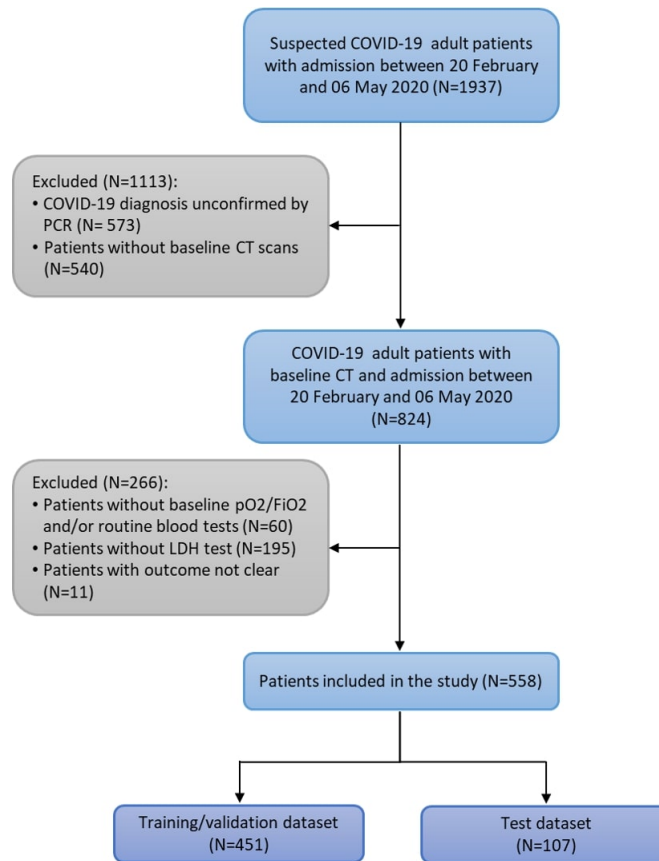 Suspected COVID-19 adult patients
with admission between 20 February
and 06 May 2020 (N=1937)
Excluded (N=1113):
• COVID-19 diagnosis unconfirmed by
PCR (N= 573)
• Patients without baseline CT scans
(N=540)
COVID-19 adult patients with
baseline CT and admission between
20 February and 06 May 2020
(N=824)
Excluded (N=266):
• Patients without baseline pO2/FiO2
and/or routine blood tests (N=60)
• Patients without LDH test (N=195)
• Patients with outcome not clear
(N=11)
Patients included in the study (N=558)
Training/validation dataset
(N=451)
Test dataset
(N=107)